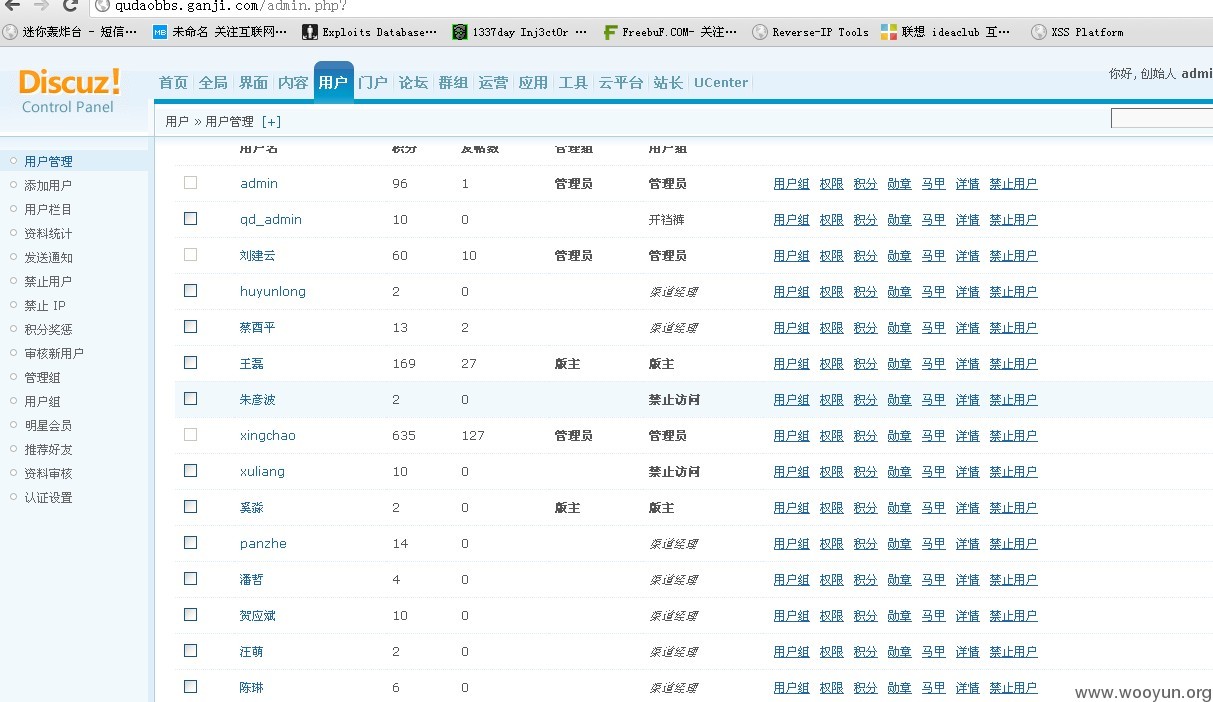 qudaobbs.ganji.com/admin.php?
迷你轰炸台 - 短信… MB 未命名 关注互联网… Exploits Database… 1337day Inj3ct0r … FreebuF.COM- 关注… Reverse-IP Tools 联想 ideaclub 互… XSS Platform
Discuz!
Control Panel
首页 全局 界面 内容 用户 门户 论坛 群组 运营 应用 工具 云平台 站长 UCenter
你好, 创始人 admi
用户 » 用户管理 [+]
用户管理
添加用户
用户栏目
资料统计
发送通知
禁止用户
禁止 IP
积分奖惩
审核新用户
管理组
用户组
明星会员
推荐好友
资料审核
认证设置
用户名 积分 发帖数 管理组 用户组
admin 96 1 管理员 管理员 用户组 权限 积分 勋章 马甲 详情 禁止用户
qd_admin 10 0 开裆裤 用户组 权限 积分 勋章 马甲 详情 禁止用户
刘建云 60 10 管理员 管理员 用户组 权限 积分 勋章 马甲 详情 禁止用户
huyunlong 2 0 渠道经理 用户组 权限 积分 勋章 马甲 详情 禁止用户
蔡酉平 13 2 渠道经理 用户组 权限 积分 勋章 马甲 详情 禁止用户
王磊 169 27 版主 版主 用户组 权限 积分 勋章 马甲 详情 禁止用户
朱彦波 2 0 禁止访问 用户组 权限 积分 勋章 马甲 详情 禁止用户
xingchao 635 127 管理员 管理员 用户组 权限 积分 勋章 马甲 详情 禁止用户
xuliang 10 0 禁止访问 用户组 权限 积分 勋章 马甲 详情 禁止用户
奚淼 2 0 版主 版主 用户组 权限 积分 勋章 马甲 详情 禁止用户
panzhe 14 0 渠道经理 用户组 权限 积分 勋章 马甲 详情 禁止用户
潘哲 4 0 渠道经理 用户组 权限 积分 勋章 马甲 详情 禁止用户
贺应斌 10 0 渠道经理 用户组 权限 积分 勋章 马甲 详情 禁止用户
汪萌 2 0 渠道经理 用户组 权限 积分 勋章 马甲 详情 禁止用户
陈琳 6 0 渠道经理 用户组 权限 积分 勋章 马甲 详情 禁止用户
www.wooyun.org